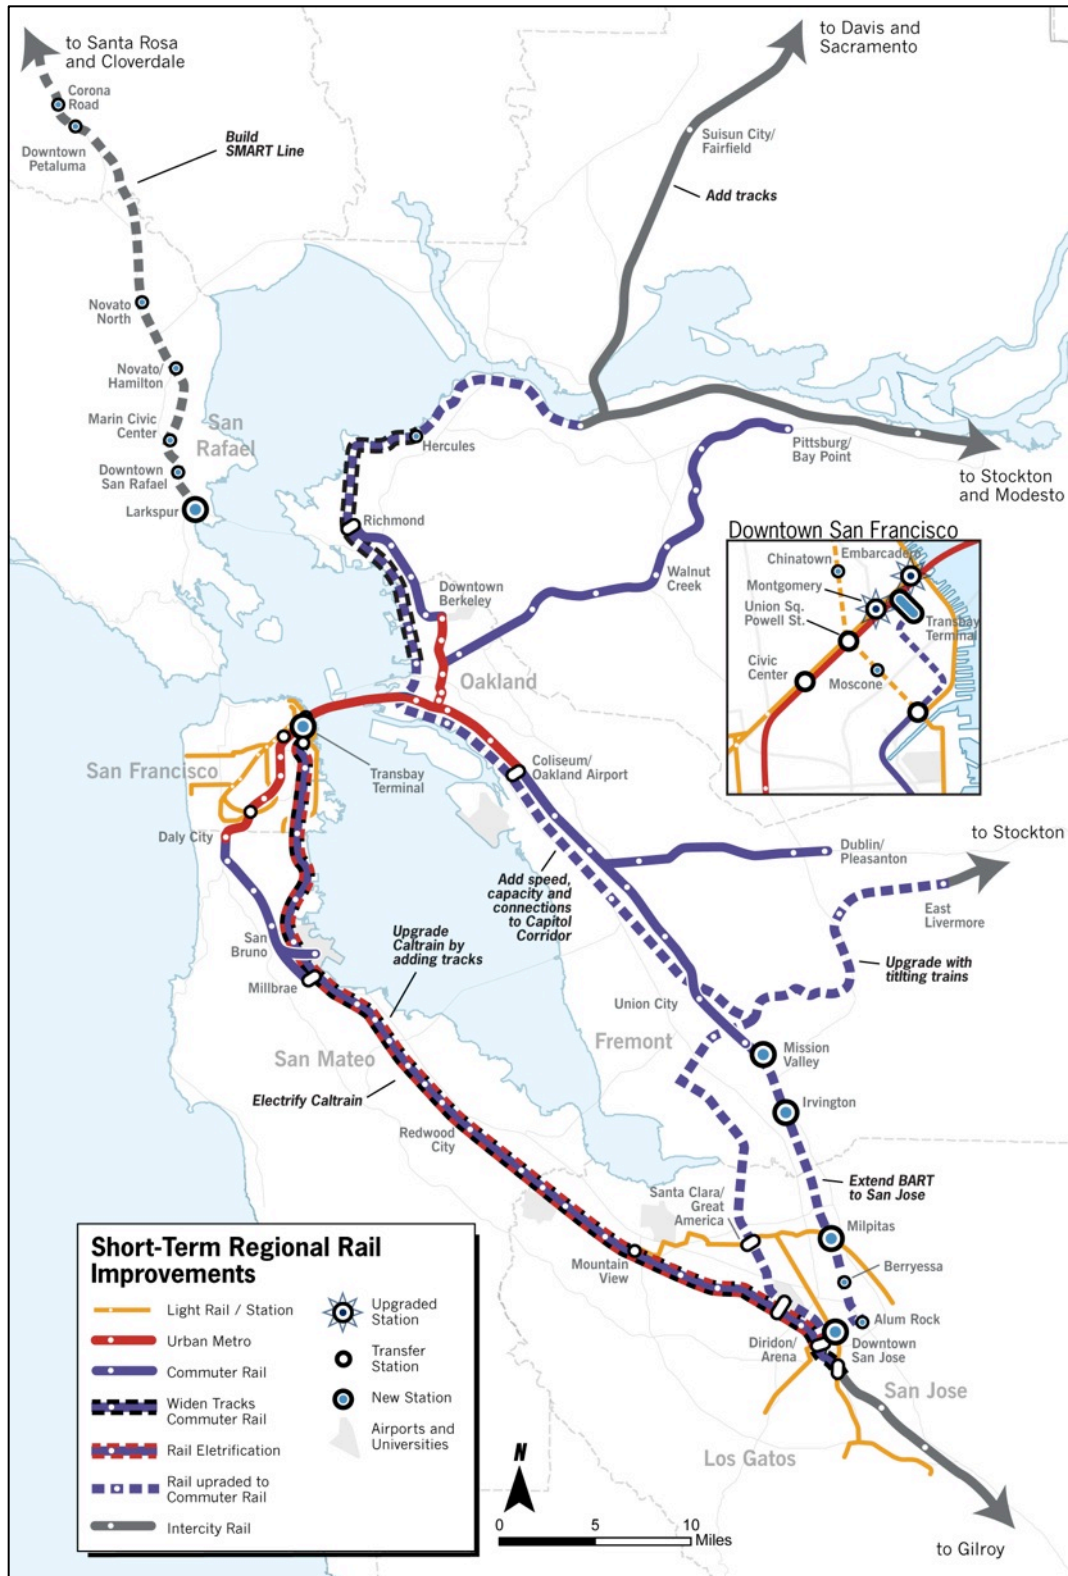 to Santa Rosa
and Cloverdale
to Davis and
Sacramento
Corona
Road
Downtown
Petaluma
Build
SMART Line
Suisun City/
Fairfield
Add tracks
Novato
North
Novato/
Hamilton
Marin Civic
Center
San
Rafael
Downtown
San Rafael
Larkspur
Hercules
Pittsburg/
Bay Point
to Stockton
and Modesto
Richmond
Downtown
Berkeley
Walnut
Creek
Oakland
Downtown San Francisco
Chinatown
Embarcadero
Montgomery
Union Sq.
Powell St.
Transbay
Terminal
Civic
Center
Moscone
San Francisco
Transbay
Terminal
Coliseum/
Oakland Airport
Daly City
Dublin/
Pleasanton
to Stockton
East
Livermore
Add speed,
capacity and
connections
to Capitol
Corridor
Upgrade
Caltrain by
adding tracks
San
Bruno
Millbrae
Upgrade with
tiltling trains
Union City
Fremont
Mission
Valley
San Mateo
Electrify Caltrain
Irvington
Redwood
City
Extend BART
to San Jose
Santa Clara/
Great
America
Milpitas
Mountain
View
Berryessa
Alum Rock
Diridon/
Arena
Downtown
San Jose
San Jose
Los Gatos
to Gilroy
Short-Term Regional Rail
Improvements
Light Rail / Station
Urban Metro
Commuter Rail
Widen Tracks
Commuter Rail
Rail Eletrification
Rail upraded to
Commuter Rail
Intercity Rail
Upgraded
Station
Transfer
Station
New Station
Airports and
Universities
N
0
5
10
Miles